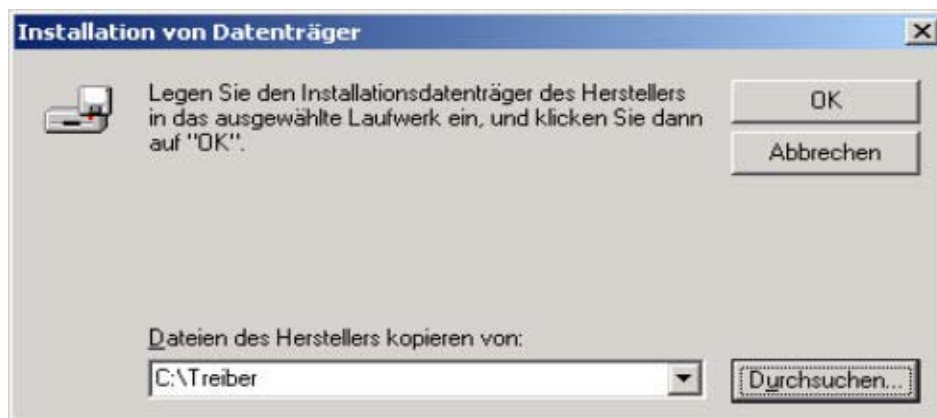 Installation von Datenträger
Legen Sie den Installationsdatenträger des Herstellers
in das ausgewählte Laufwerk ein, und klicken Sie dann
auf "OK".
OK
Abbrechen
Dateien des Herstellers kopieren von:
C:\Treiber
Durchsuchen...